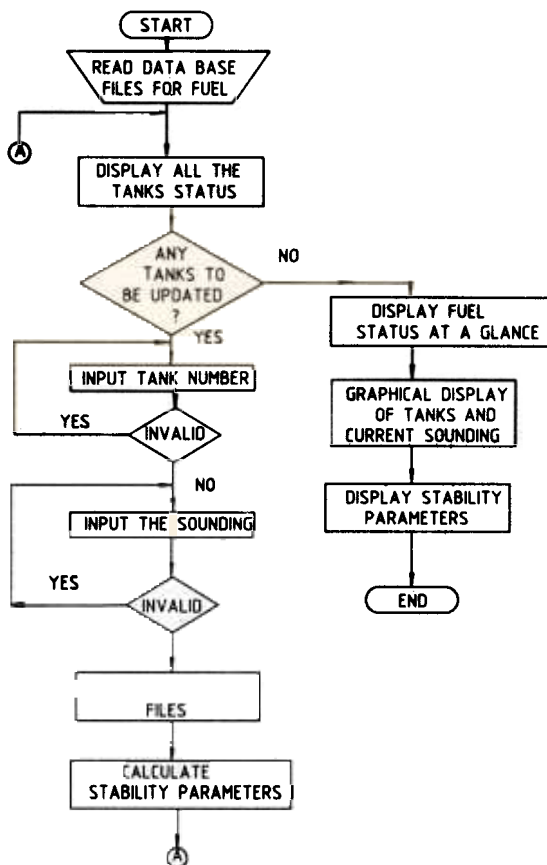 START
READ DATA BASE
FILES FOR FUEL
A
DISPLAY ALL THE
TANKS STATUS
ANY
TANKS TO
BE UPDATED
?
NO
YES
INPUT TANK NUMBER
YES
INVALID
NO
INPUT THE SOUNDING
YES
INVALID
FILES
CALCULATE
STABILITY PARAMETERS
A
DISPLAY FUEL
STATUS AT A GLANCE
GRAPHICAL DISPLAY
OF TANKS AND
CURRENT SOUNDING
DISPLAY STABILITY
PARAMETERS
END